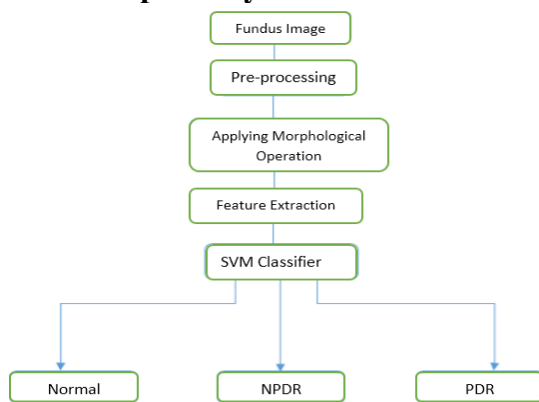 Fundus Image
Pre-processing
Applying Morphological
Operation
Feature Extraction
SVM Classifier
Normal
NPDR
PDR